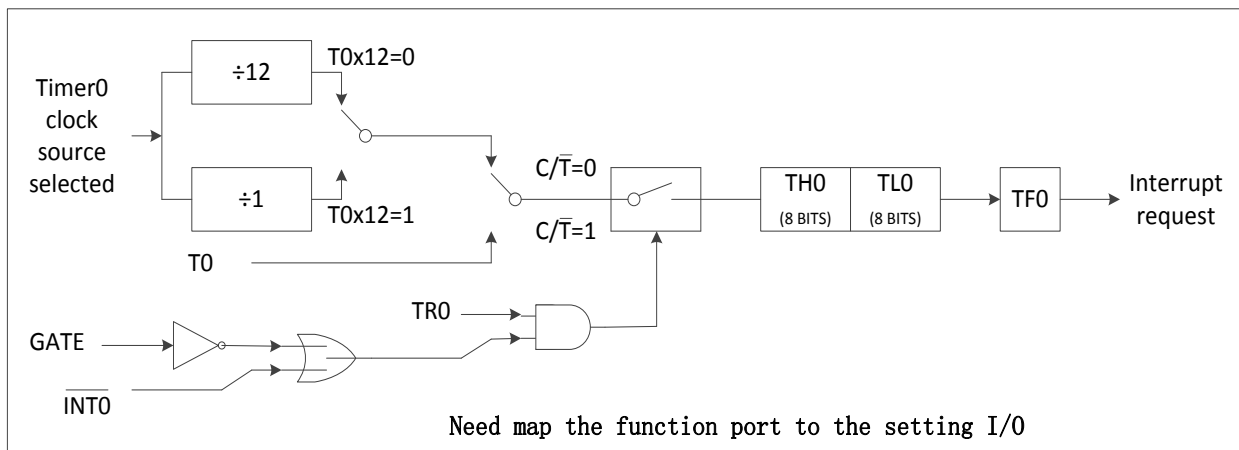 ÷12
T0x12=0
Timer0
clock
source
selected
÷1
T0x12=1
C/T̅=0
C/T̅=1
TH0
(8 BITS)
TL0
(8 BITS)
TF0
Interrupt
request
T0
TR0
GATE
I̅N̅T̅0̅
Need map the function port to the setting I/O